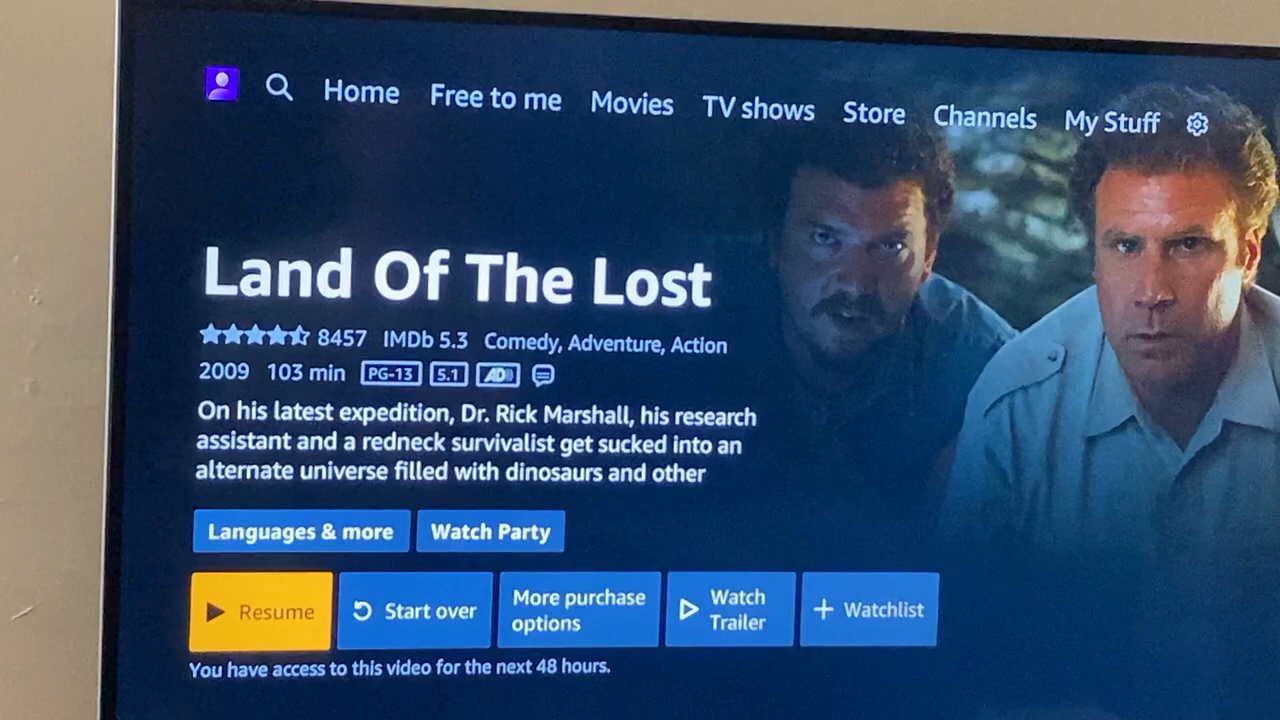 Home Free to me Movies TV shows Store Channels My Stuff
Land Of The Lost
8457 IMDb 5.3 Comedy, Adventure, Action
2009 103 min PG-13 5.1 AD
On his latest expedition, Dr. Rick Marshall, his research
assistant and a redneck survivalist get sucked into an
alternate universe filled with dinosaurs and other
Languages & more Watch Party
Resume Start over More purchase options Watch Trailer Watchlist
You have access to this video for the next 48 hours.